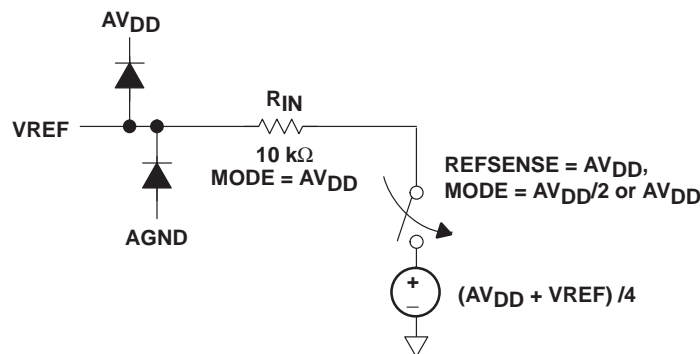 AVDD
VREF
RIN
10 kΩ
MODE = AVDD
AGND
REFSENSE = AVDD,
MODE = AVDD/2 or AVDD
+
−
(AVDD + VREF) /4